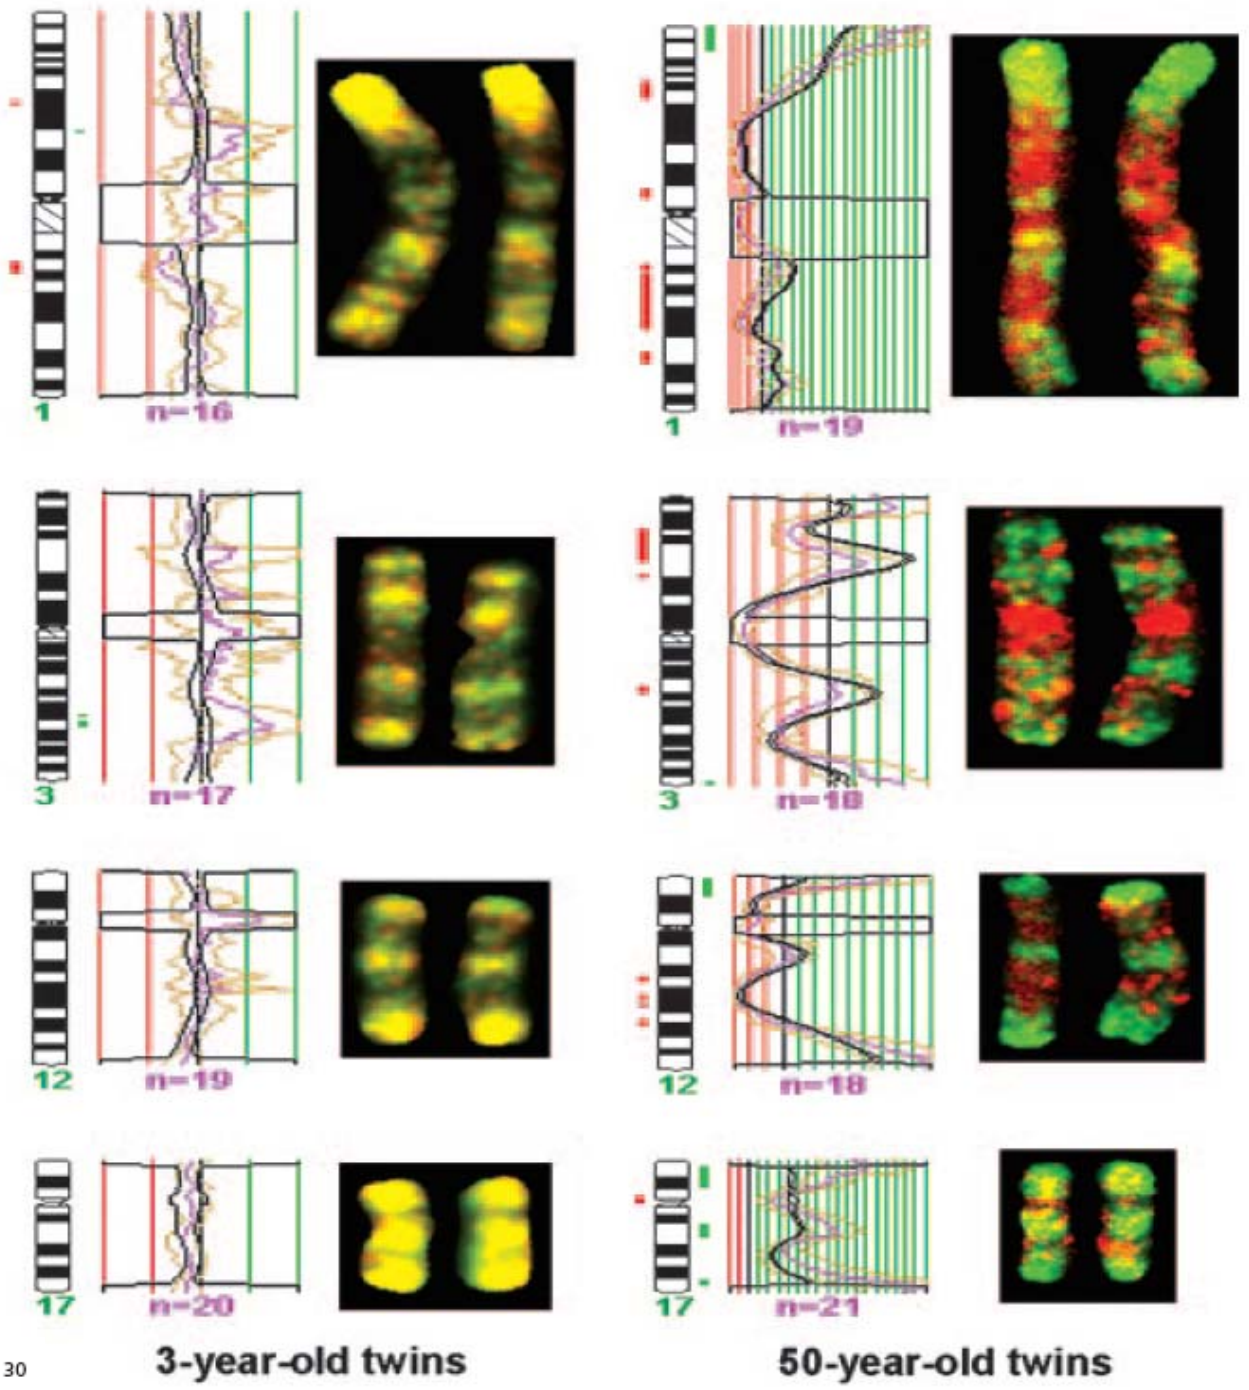 1 n=16 1 n=19
3 n=17 3 n=18
12 n=19 12 n=18
17 n=20 17 n=21
30 3-year-old twins 50-year-old twins